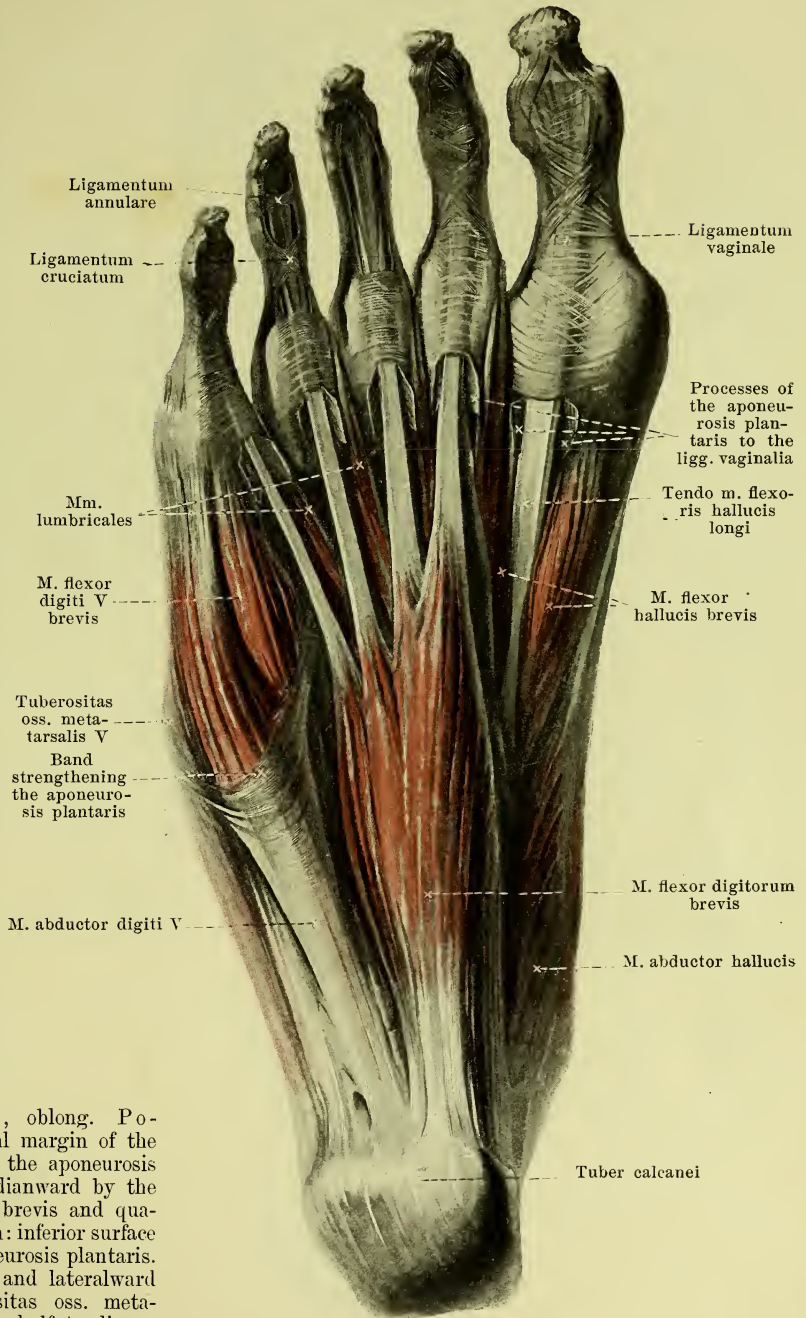 Ligamentum
annulare
Ligamentum
cruciatum
Mm.
lumbricales
M. flexor
digiti V
brevis
Tuberositas
oss. meta-
tarsalis V
Band
strengthening
the aponeuro-
sis plantaris
M. abductor digiti V
Ligamentum
vaginale
Processes of
the aponeu-
rosis plan-
taris to the
ligg. vaginalia
Tendo m. flexo-
ris hallucis
longi
M. flexor
hallucis brevis
M. flexor digitorum
brevis
M. abductor hallucis
Tuber calcanei
, oblong. Po-
margin of the
the aponeurosis
dianward by the
brevis and qua-
: inferior surface
eurosis plantaris.
and lateralward
sitas oss. meta-